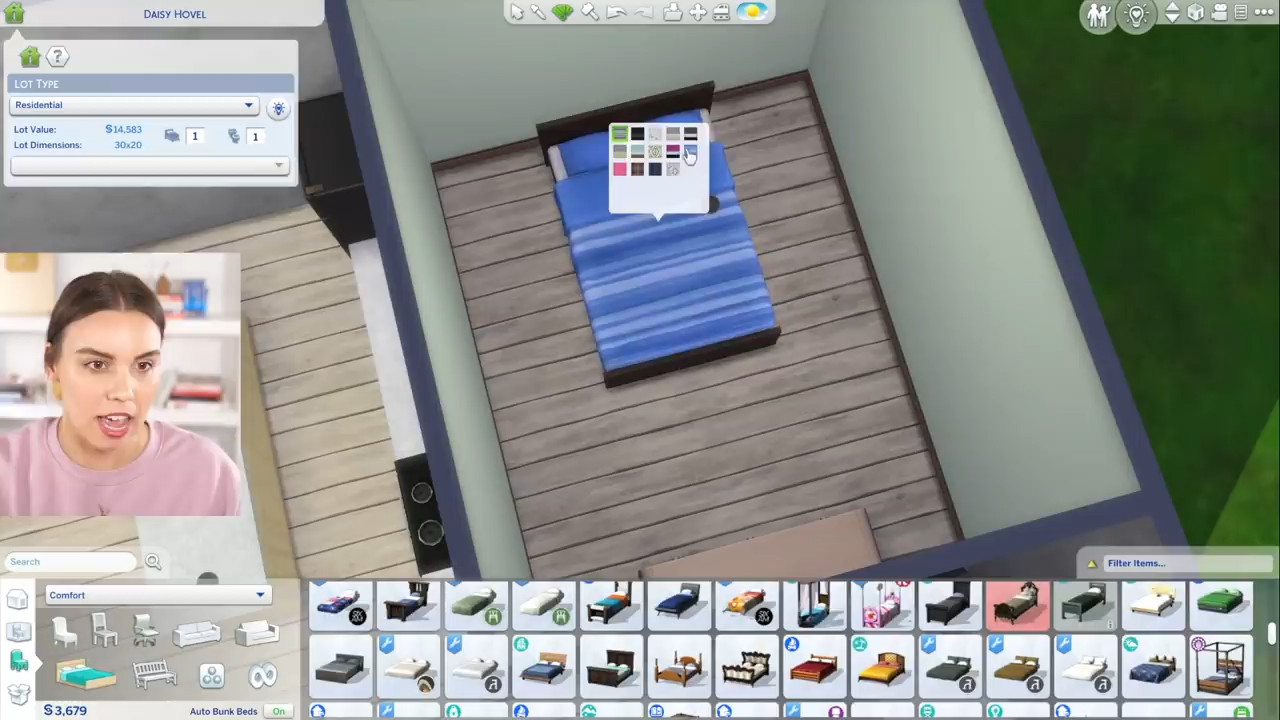 DAISY HOVEL
LOT TYPE
Residential
Lot Value: $14,583
1
1
Lot Dimensions: 30x20
Search
Filter Items...
Comfort
$3,679
Auto Bunk Beds On